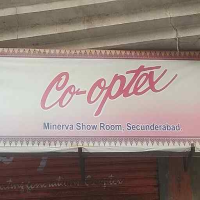 Co-optex
Minerva Show Room, Secunderabad.